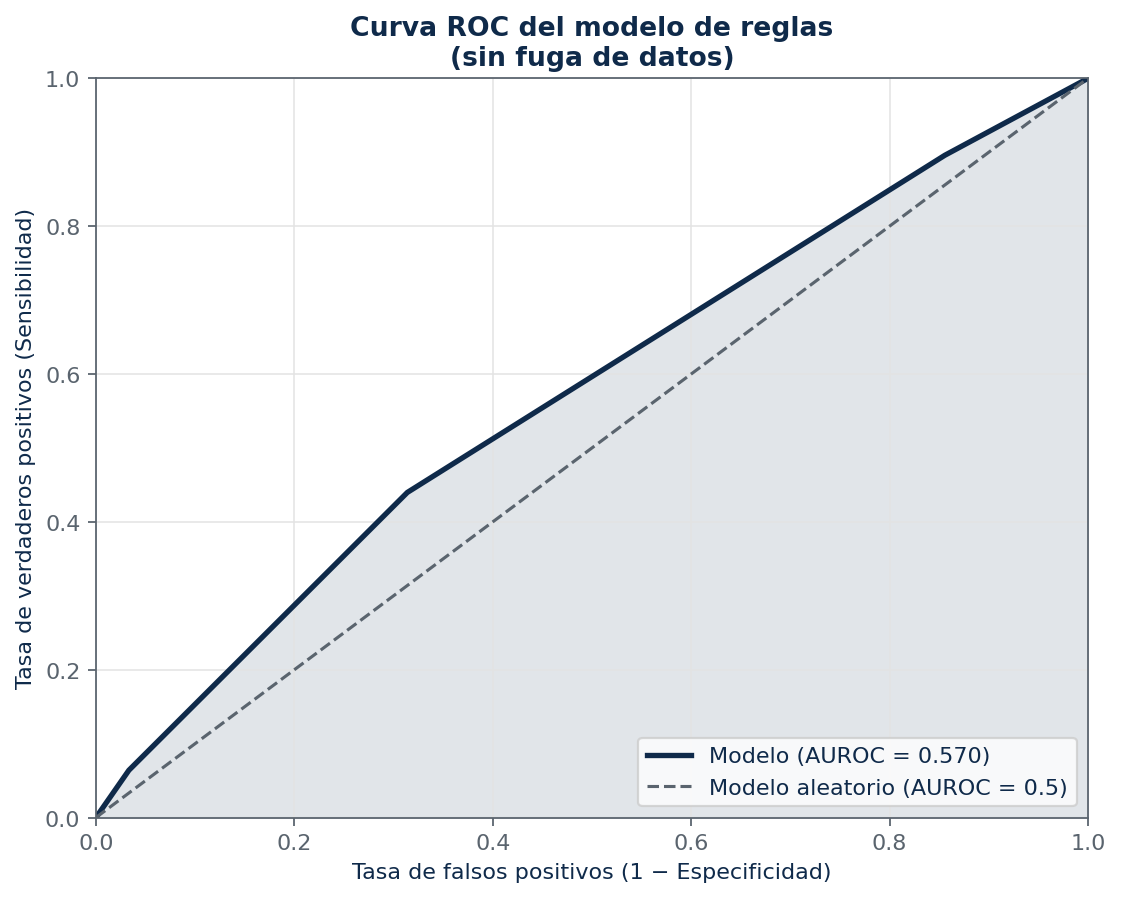 Curva ROC del modelo de reglas
(sin fuga de datos)
Tasa de verdaderos positivos (Sensibilidad)
1.0
0.8
0.6
0.4
0.2
0.0
Modelo (AUROC = 0.570)
Modelo aleatorio (AUROC = 0.5)
0.0 0.2 0.4 0.6 0.8 1.0
Tasa de falsos positivos (1 − Especificidad)